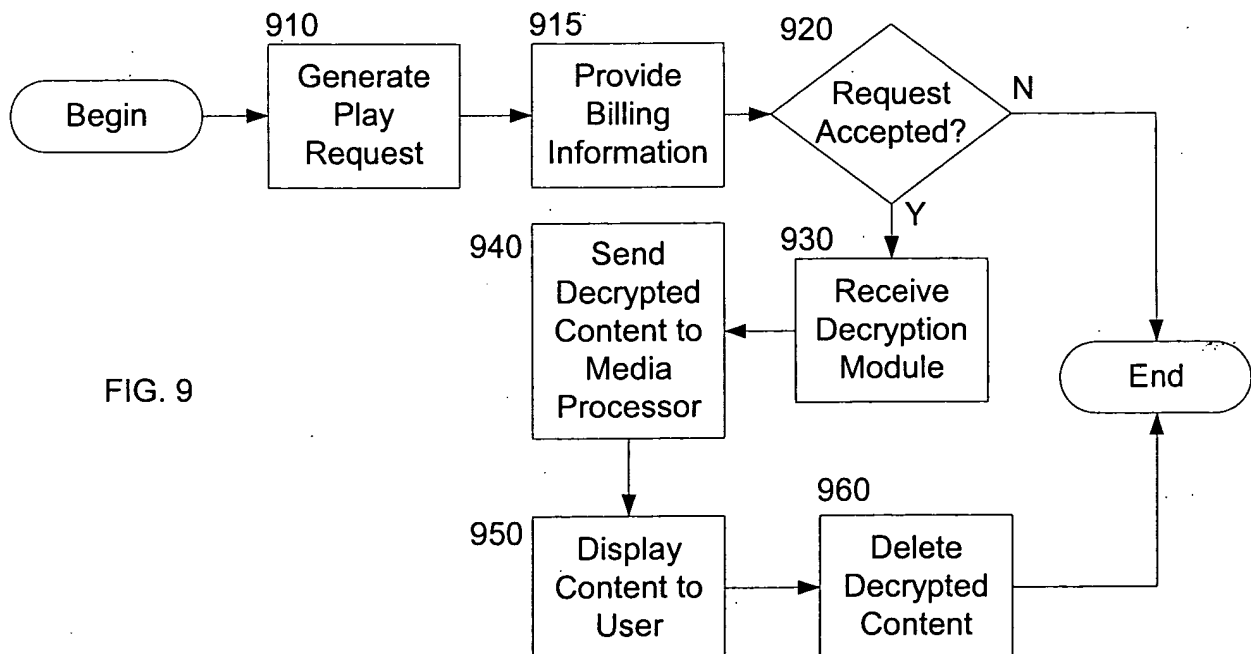 910
915
920
Begin
Generate
Play
Request
Provide
Billing
Information
Request
Accepted?
N
Y
940
Send
Decrypted
Content to
Media
Processor
930
Receive
Decryption
Module
End
FIG. 9
950
Display
Content to
User
960
Delete
Decrypted
Content